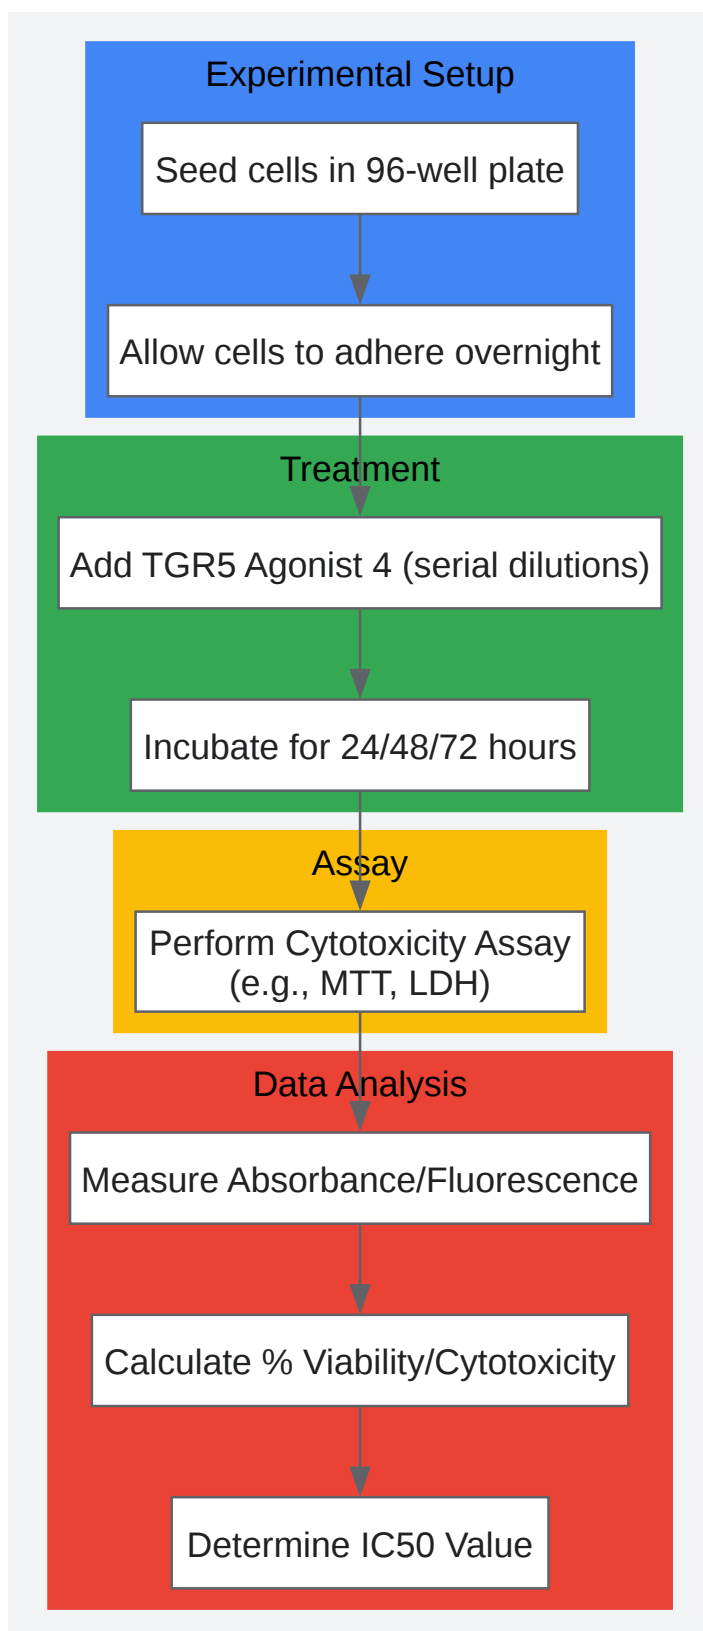 Experimental Setup
Seed cells in 96-well plate
Allow cells to adhere overnight
Treatment
Add TGR5 Agonist 4 (serial dilutions)
Incubate for 24/48/72 hours
Assay
Perform Cytotoxicity Assay
(e.g., MTT, LDH)
Data Analysis
Measure Absorbance/Fluorescence
Calculate % Viability/Cytotoxicity
Determine IC50 Value